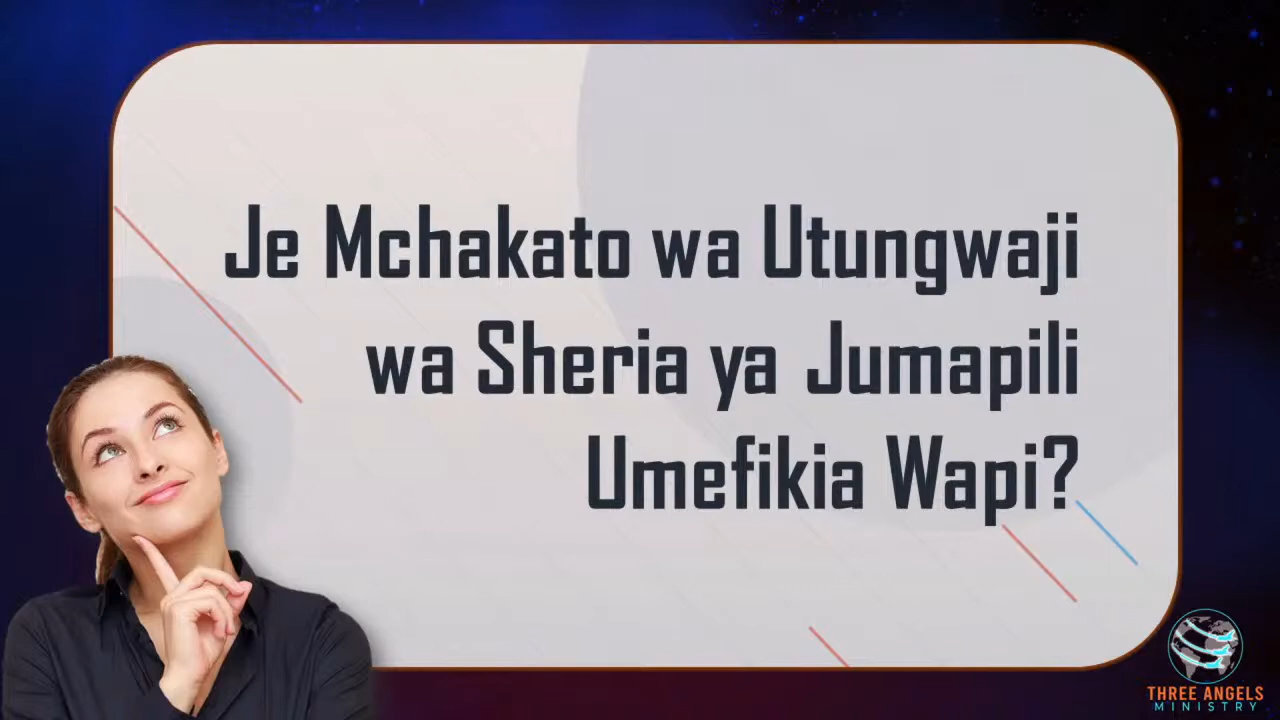 Je Mchakato wa Utungwaji
wa Sheria ya Jumapili
Umefikia Wapi?
THREE ANGELS
MINISTRY